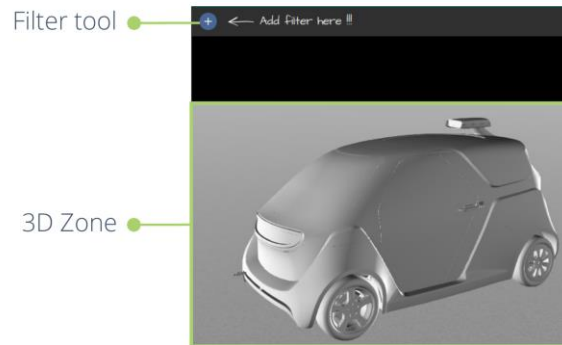 Filter tool
+ ← Add filter here !!!
3D Zone